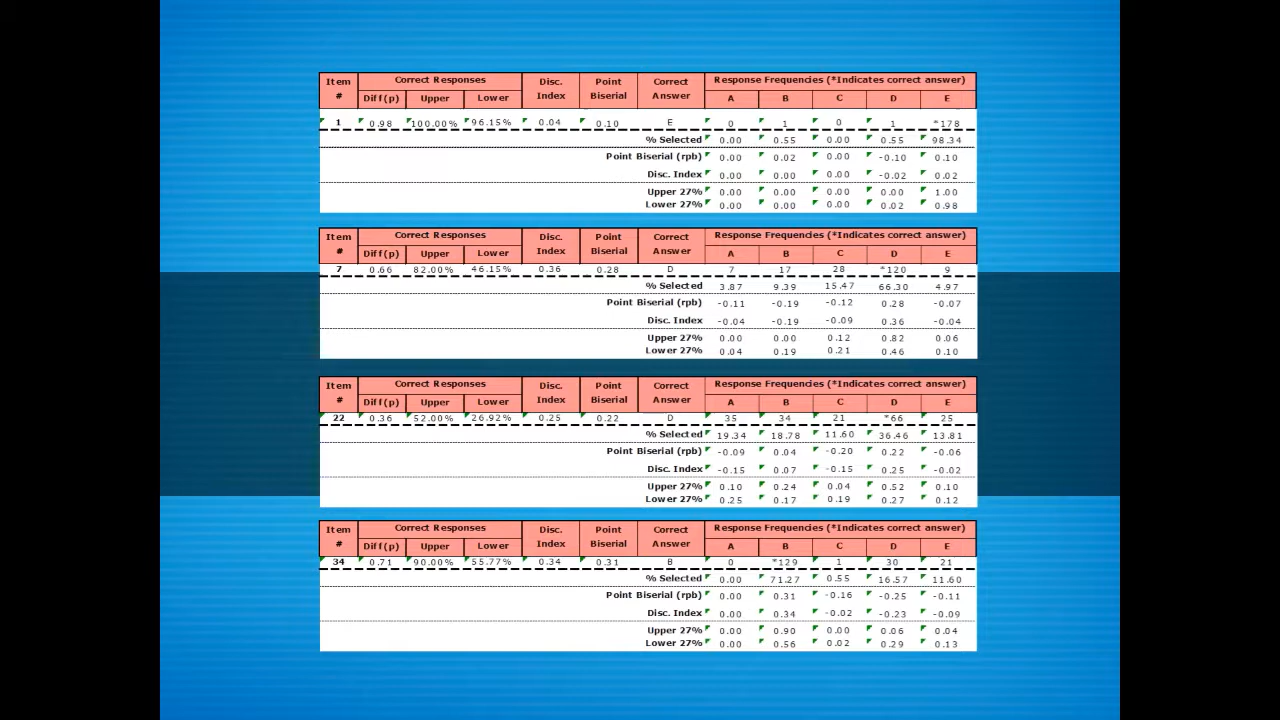 Item Correct Responses Disc. Point Correct Response Frequencies (*Indicates correct answer)
# Diff(p) Upper Lower Index Biserial Answer A B C D E
1 0.98 100.00% 96.15% 0.04 0.10 E 0 1 0 1 *178
% Selected 0.00 0.55 0.00 0.55 98.34
Point Biserial (rpb) 0.00 0.02 0.00 -0.10 0.10
Disc. Index 0.00 0.00 0.00 -0.02 0.02
Upper 27% 0.00 0.00 0.00 0.00 1.00
Lower 27% 0.00 0.00 0.00 0.02 0.98
Item Correct Responses Disc. Point Correct Response Frequencies (*Indicates correct answer)
# Diff(p) Upper Lower Index Biserial Answer A B C D E
7 0.66 82.00% 46.15% 0.36 0.28 D 7 17 28 *120 9
% Selected 3.87 9.39 15.47 66.30 4.97
Point Biserial (rpb) -0.11 -0.19 -0.12 0.28 -0.07
Disc. Index -0.04 -0.19 -0.09 0.36 -0.04
Upper 27% 0.00 0.00 0.12 0.82 0.06
Lower 27% 0.04 0.19 0.21 0.46 0.10
Item Correct Responses Disc. Point Correct Response Frequencies (*Indicates correct answer)
# Diff(p) Upper Lower Index Biserial Answer A B C D E
22 0.36 52.00% 26.92% 0.25 0.22 D 35 34 21 *66 25
% Selected 19.34 18.78 11.60 36.46 13.81
Point Biserial (rpb) -0.09 0.04 -0.20 0.22 -0.06
Disc. Index -0.15 0.07 -0.15 0.25 -0.02
Upper 27% 0.10 0.24 0.04 0.52 0.10
Lower 27% 0.25 0.17 0.19 0.27 0.12
Item Correct Responses Disc. Point Correct Response Frequencies (*Indicates correct answer)
# Diff(p) Upper Lower Index Biserial Answer A B C D E
34 0.71 90.00% 55.77% 0.34 0.31 B 0 *129 1 30 21
% Selected 0.00 71.27 0.55 16.57 11.60
Point Biserial (rpb) 0.00 0.31 -0.16 -0.25 -0.11
Disc. Index 0.00 0.34 -0.02 -0.23 -0.09
Upper 27% 0.00 0.90 0.00 0.06 0.04
Lower 27% 0.00 0.56 0.02 0.29 0.13